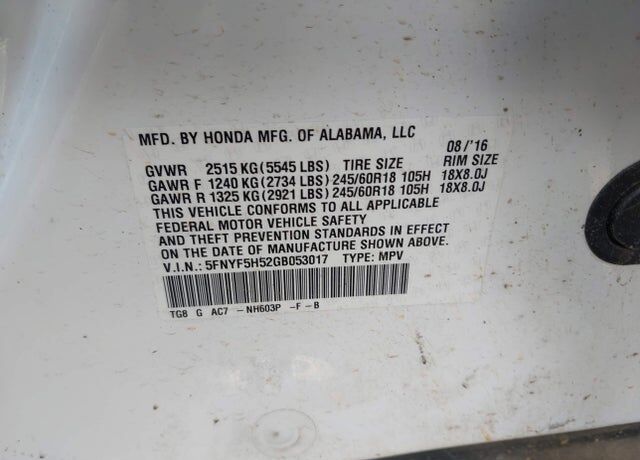 MFD. BY HONDA MFG. OF ALABAMA, LLC
08/'16
GVWR 2515 KG(5545 LBS) TIRE SIZE RIM SIZE
GAWR F 1240 KG(2734 LBS)245/60R18 105H 18X8.0J
GAWR R 1325 KG(2921 LBS)245/60R18 105H 18X8.0J
THIS VEHICLE CONFORMS TO ALL APPLICABLE
FEDERAL MOTOR VEHICLE SAFETY
AND THEFT PREVENTION STANDARDS IN EFFECT
ON THE DATE OF MANUFACTURE SHOWN ABOVE.
V.I.N.: 5FNYF5H52GB053017 TYPE: MPV
TG8 G AC7 -NH603P -F -B